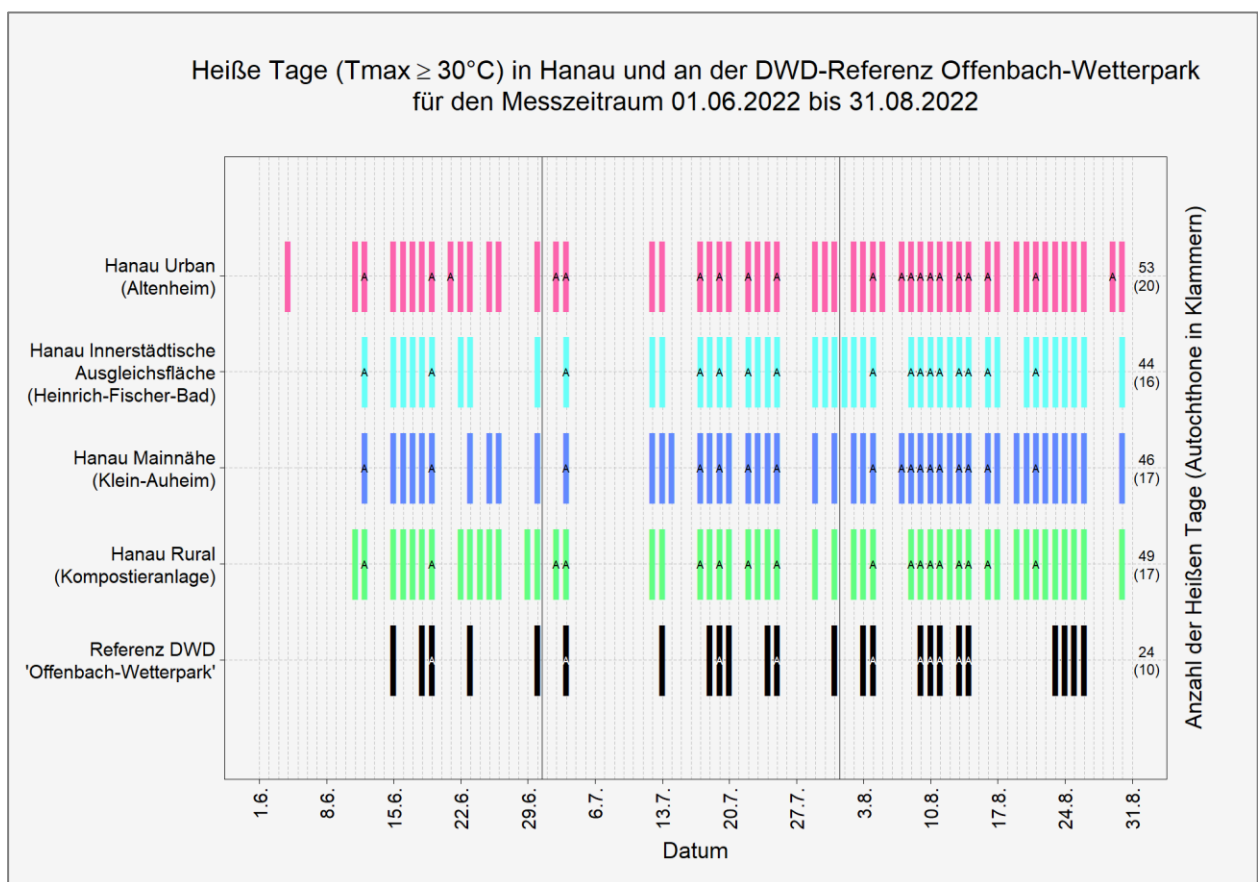 Heiße Tage (Tmax ≥ 30°C) in Hanau und an der DWD-Referenz Offenbach-Wetterpark
für den Messzeitraum 01.06.2022 bis 31.08.2022
Hanau Urban
(Altenheim)
A A A A A A A A A A A A A A A A A A A A
53
(20)
Hanau Innerstädtische
Ausgleichsfläche
(Heinrich-Fischer-Bad)
A A A A A A A A A A A A A A A A
44
(16)
Hanau Mainnähe
(Klein-Auheim)
A A A A A A A A A A A A A A A A A
46
(17)
Hanau Rural
(Kompostieranlage)
A A A A A A A A A A A A A A A A A
49
(17)
Referenz DWD
'Offenbach-Wetterpark'
A A A A A A A A A A
24
(10)
Anzahl der Heißen Tage (Autochthone in Klammern)
1.6. 8.6. 15.6. 22.6. 29.6. 6.7. 13.7. 20.7. 27.7. 3.8. 10.8. 17.8. 24.8. 31.8.
Datum